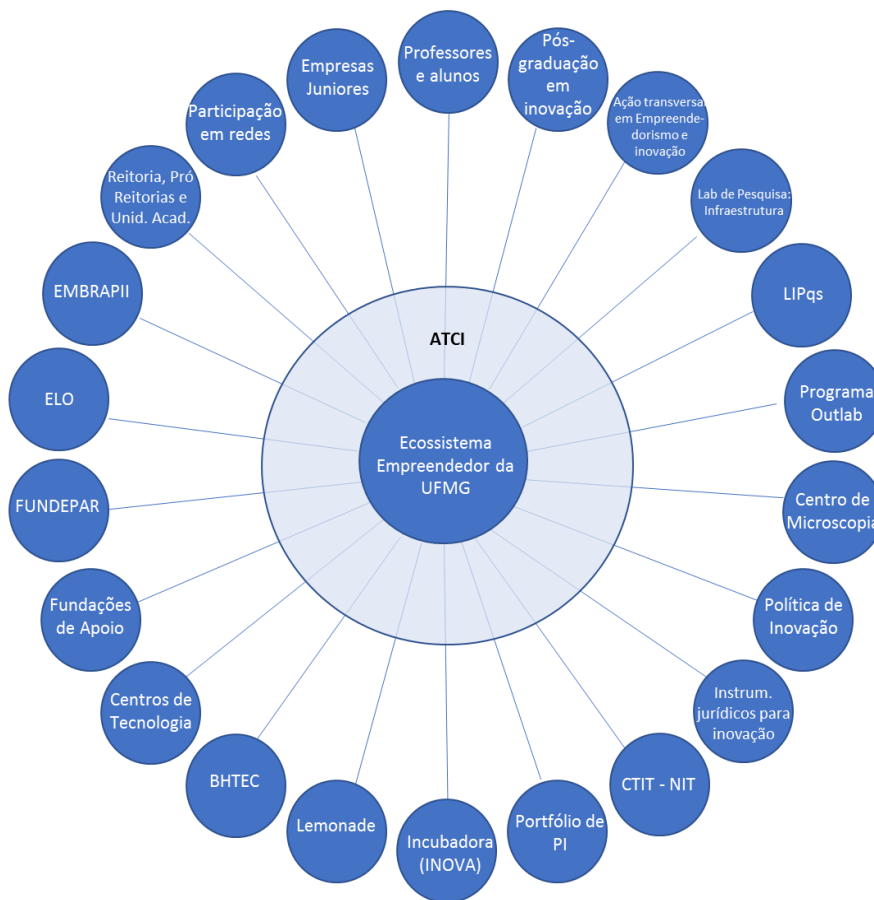 Professores
e alunos
Pós-
graduação
em
inovação
Ação transversal
em Empreende-
dorismo e
inovação
Lab de Pesquisa:
Infraestrutura
LIPqs
Programa
Outlab
Centro de
Microscopia
Política de
Inovação
Instrum.
jurídicos para
inovação
CTIT - NIT
Portfólio de
PI
Incubadora
(INOVA)
Lemonade
BHTEC
Centros de
Tecnologia
Fundações
de Apoio
FUNDEPAR
ELO
EMBRAPII
Reitoria, Pró
Reitorias e
Unid. Acad.
Participação
em redes
Empresas
Juniores
ATCI
Ecossistema
Empreendedor da
UFMG